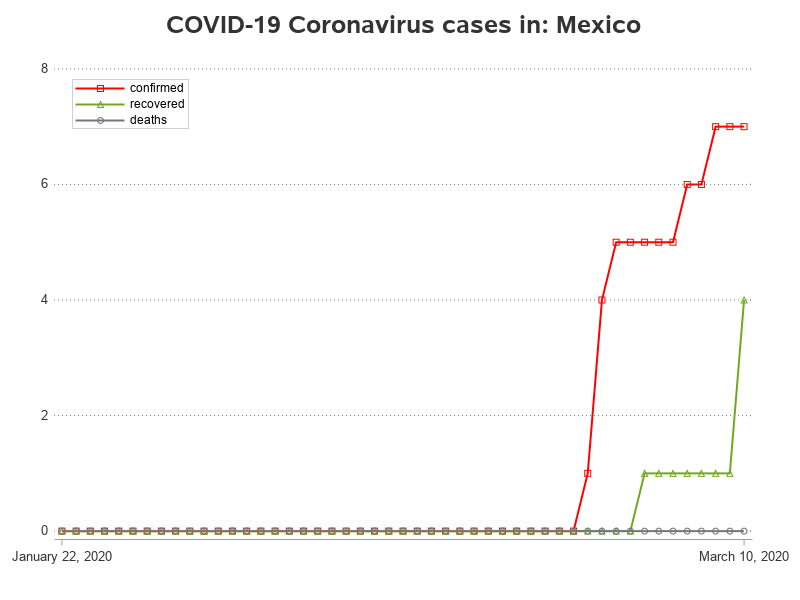 COVID-19 Coronavirus cases in: Mexico
8
confirmed
recovered
deaths
6
4
2
0
January 22, 2020
March 10, 2020